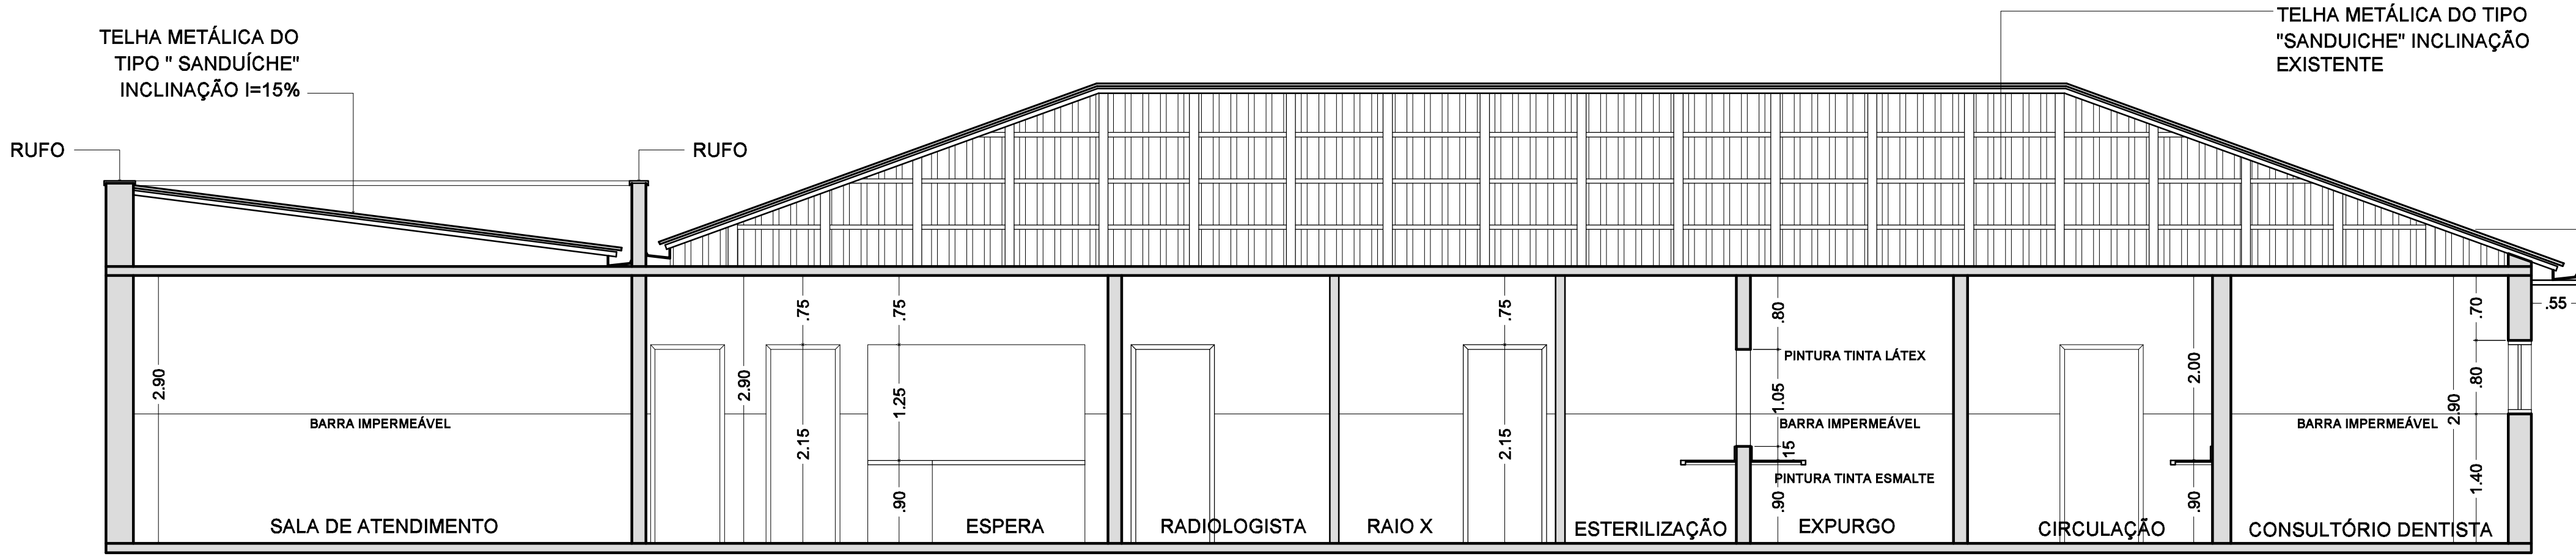 TELHA METÁLICA DO
TIPO " SANDUÍCHE"
INCLINAÇÃO I=15%
TELHA METÁLICA DO TIPO
"SANDUICHE" INCLINAÇÃO
EXISTENTE
RUFO
RUFO
2.90
BARRA IMPERMEÁVEL
SALA DE ATENDIMENTO
2.90
.75
2.15
.75
1.25
.90
ESPERA
RADIOLOGISTA
RAIO X
.75
2.15
ESTERILIZAÇÃO
.80
PINTURA TINTA LÁTEX
1.05
BARRA IMPERMEÁVEL
15
PINTURA TINTA ESMALTE
.90
EXPURGO
2.00
.90
CIRCULAÇÃO
BARRA IMPERMEÁVEL
2.90
.70
.80
1.40
CONSULTÓRIO DENTISTA
.55